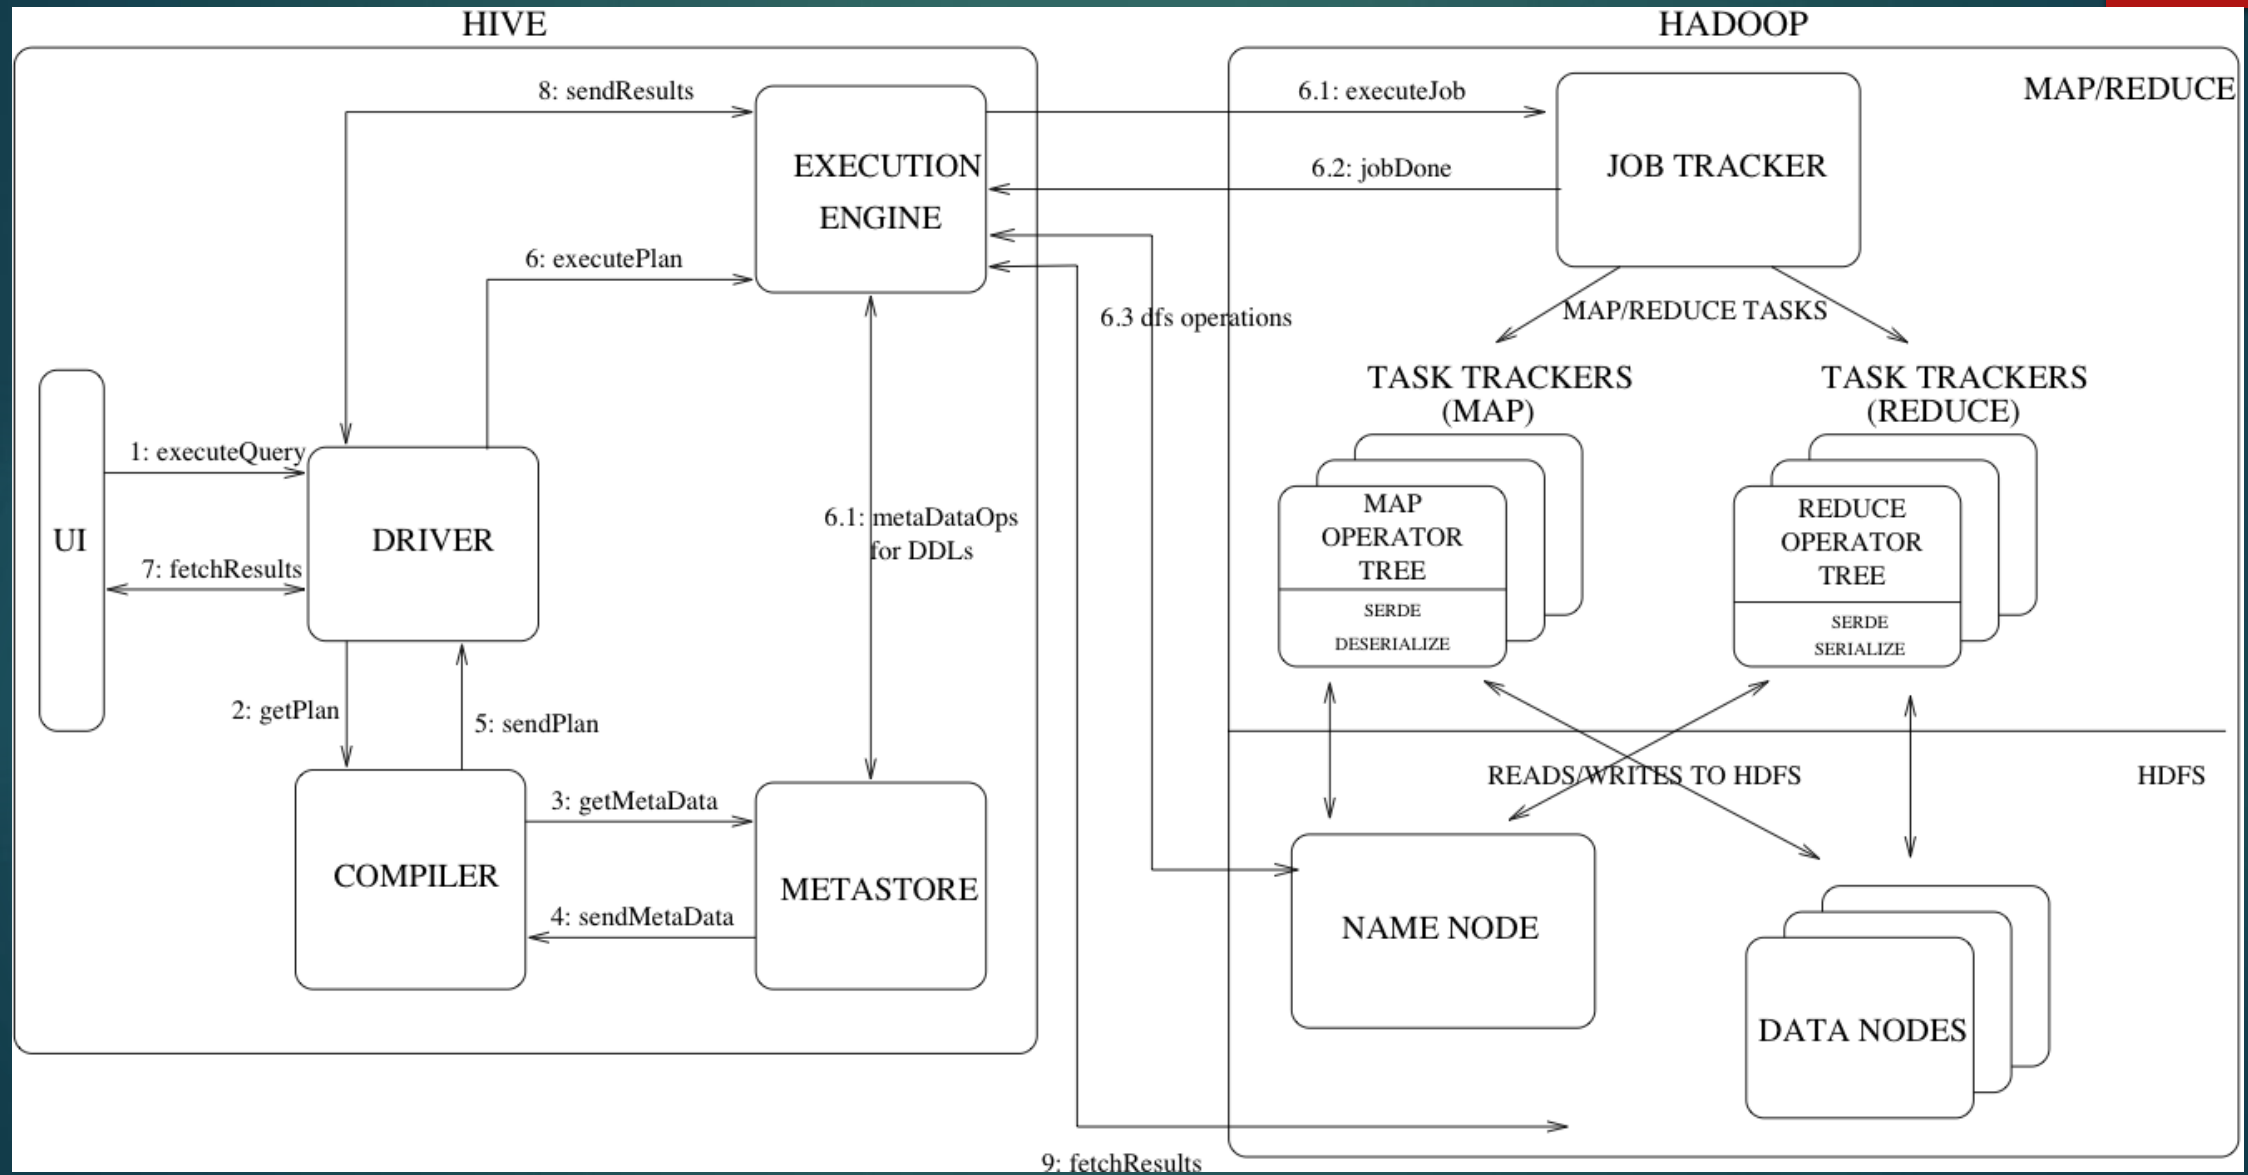 HIVE
HADOOP
MAP/REDUCE
8: sendResults
6.1: executeJob
EXECUTION
ENGINE
JOB TRACKER
6.2: jobDone
6: executePlan
6.3 dfs operations
MAP/REDUCE TASKS
TASK TRACKERS
(MAP)
TASK TRACKERS
(REDUCE)
1: executeQuery
UI
DRIVER
7: fetchResults
6.1: metaDataOps
for DDLs
MAP
OPERATOR
TREE
SERDE
DESERIALIZE
REDUCE
OPERATOR
TREE
SERDE
SERIALIZE
2: getPlan
5: sendPlan
READS/WRITES TO HDFS
HDFS
3: getMetaData
COMPILER
METASTORE
4: sendMetaData
NAME NODE
DATA NODES
9: fetchResults